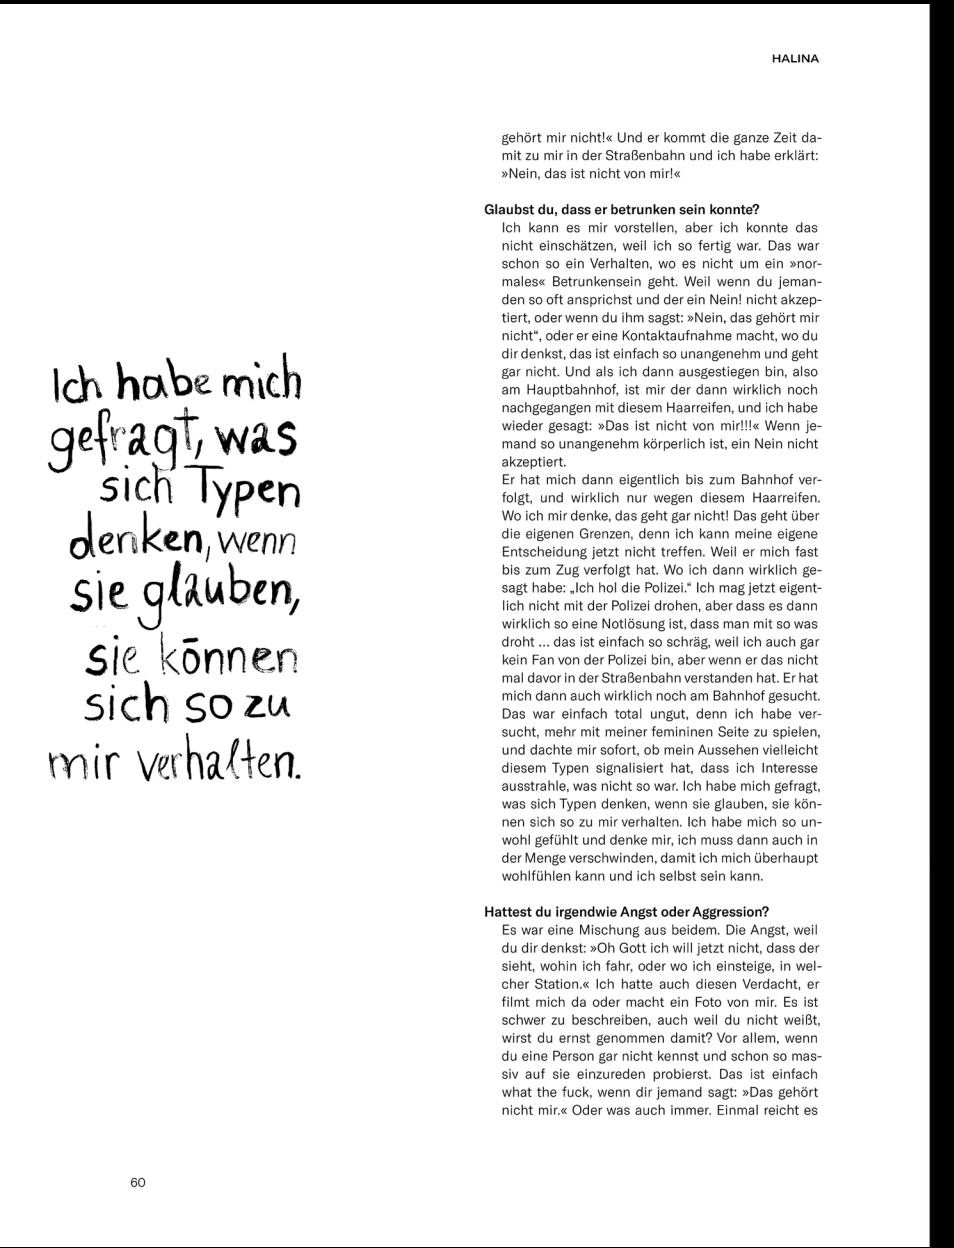 HALINA
gehört mir nicht!« Und er kommt die ganze Zeit da-
mit zu mir in der Straßenbahn und ich habe erklärt:
»Nein, das ist nicht von mir!«
Glaubst du, dass er betrunken sein konnte?
Ich kann es mir vorstellen, aber ich konnte das
nicht einschätzen, weil ich so fertig war. Das war
schon so ein Verhalten, wo es nicht um ein »nor-
males« Betrunkensein geht. Weil wenn du jeman-
den so oft ansprichst und der ein Nein! nicht akzep-
tiert, oder wenn du ihm sagst: »Nein, das gehört mir
nicht“, oder er eine Kontaktaufnahme macht, wo du
dir denkst, das ist einfach so unangenehm und geht
gar nicht. Und als ich dann ausgestiegen bin, also
am Hauptbahnhof, ist mir der dann wirklich noch
nachgegangen mit diesem Haarreifen, und ich habe
wieder gesagt: »Das ist nicht von mir!!!« Wenn je-
mand so unangenehm körperlich ist, ein Nein nicht
akzeptiert.
Er hat mich dann eigentlich bis zum Bahnhof ver-
folgt, und wirklich nur wegen diesem Haarreifen.
Wo ich mir denke, das geht gar nicht! Das geht über
die eigenen Grenzen, denn ich kann meine eigene
Entscheidung jetzt nicht treffen. Weil er mich fast
bis zum Zug verfolgt hat. Wo ich dann wirklich ge-
sagt habe: „Ich hol die Polizei.“ Ich mag jetzt eigent-
lich nicht mit der Polizei drohen, aber dass es dann
wirklich so eine Notlösung ist, dass man mit so was
droht ... das ist einfach so schräg, weil ich auch gar
kein Fan von der Polizei bin, aber wenn er das nicht
mal davor in der Straßenbahn verstanden hat. Er hat
mich dann auch wirklich noch am Bahnhof gesucht.
Das war einfach total ungut, denn ich habe ver-
sucht, mehr mit meiner femininen Seite zu spielen,
und dachte mir sofort, ob mein Aussehen vielleicht
diesem Typen signalisiert hat, dass ich Interesse
ausstrahle, was nicht so war. Ich habe mich gefragt,
was sich Typen denken, wenn sie glauben, sie kön-
nen sich so zu mir verhalten. Ich habe mich so un-
wohl gefühlt und denke mir, ich muss dann auch in
der Menge verschwinden, damit ich mich überhaupt
wohlfühlen kann und ich selbst sein kann.
Hattest du irgendwie Angst oder Aggression?
Es war eine Mischung aus beidem. Die Angst, weil
du dir denkst: »Oh Gott ich will jetzt nicht, dass der
sieht, wohin ich fahr, oder wo ich einsteige, in wel-
cher Station.« Ich hatte auch diesen Verdacht, er
filmt mich da oder macht ein Foto von mir. Es ist
schwer zu beschreiben, auch weil du nicht weißt,
wirst du ernst genommen damit? Vor allem, wenn
du eine Person gar nicht kennst und schon so mas-
siv auf sie einzureden probierst. Das ist einfach
what the fuck, wenn dir jemand sagt: »Das gehört
nicht mir.« Oder was auch immer. Einmal reicht es
Ich habe mich
gefragt, was
sich Typen
denken, wenn
sie glauben,
sie können
sich so zu
mir verhalten.
60